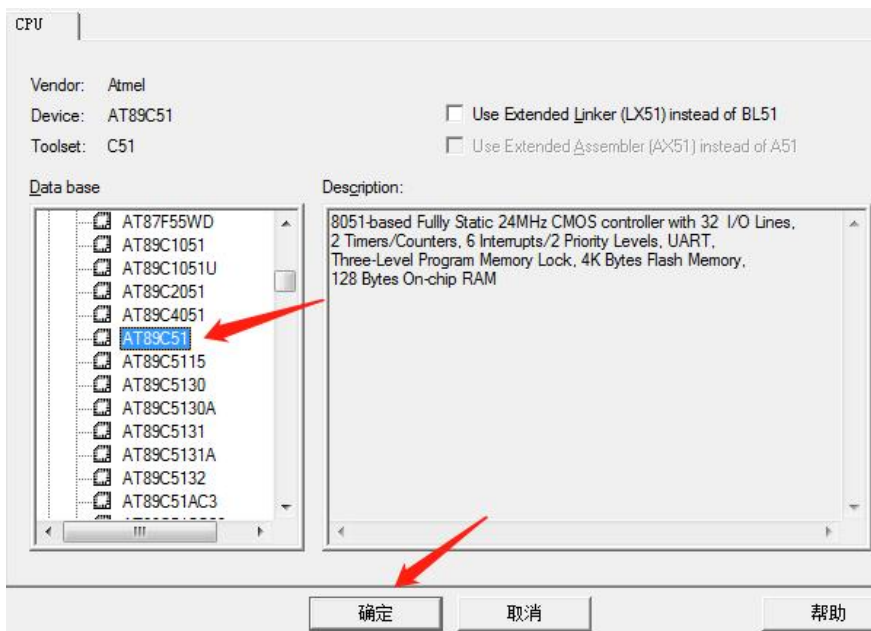 CPU
Vendor: Atmel
Device: AT89C51
Use Extended Linker (LX51) instead of BL51
Toolset: C51
Use Extended Assembler (AX51) instead of A51
Data base
Description:
AT87F55WD
AT89C1051
AT89C1051U
AT89C2051
AT89C4051
AT89C51
AT89C5115
AT89C5130
AT89C5130A
AT89C5131
AT89C5131A
AT89C5132
AT89C51AC3
8051-based Fullly Static 24MHz CMOS controller with 32 I/O Lines,
2 Timers/Counters, 6 Interrupts/2 Priority Levels, UART,
Three-Level Program Memory Lock, 4K Bytes Flash Memory,
128 Bytes On-chip RAM
确定
取消
帮助